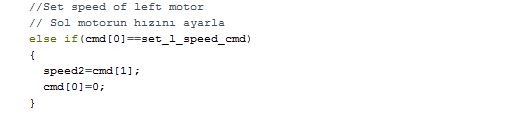 //Set speed of left motor
// Sol motorun hızını ayarla
else if(cmd[0]==set_l_speed_cmd)
{
speed2=cmd[1];
cmd[0]=0;
}